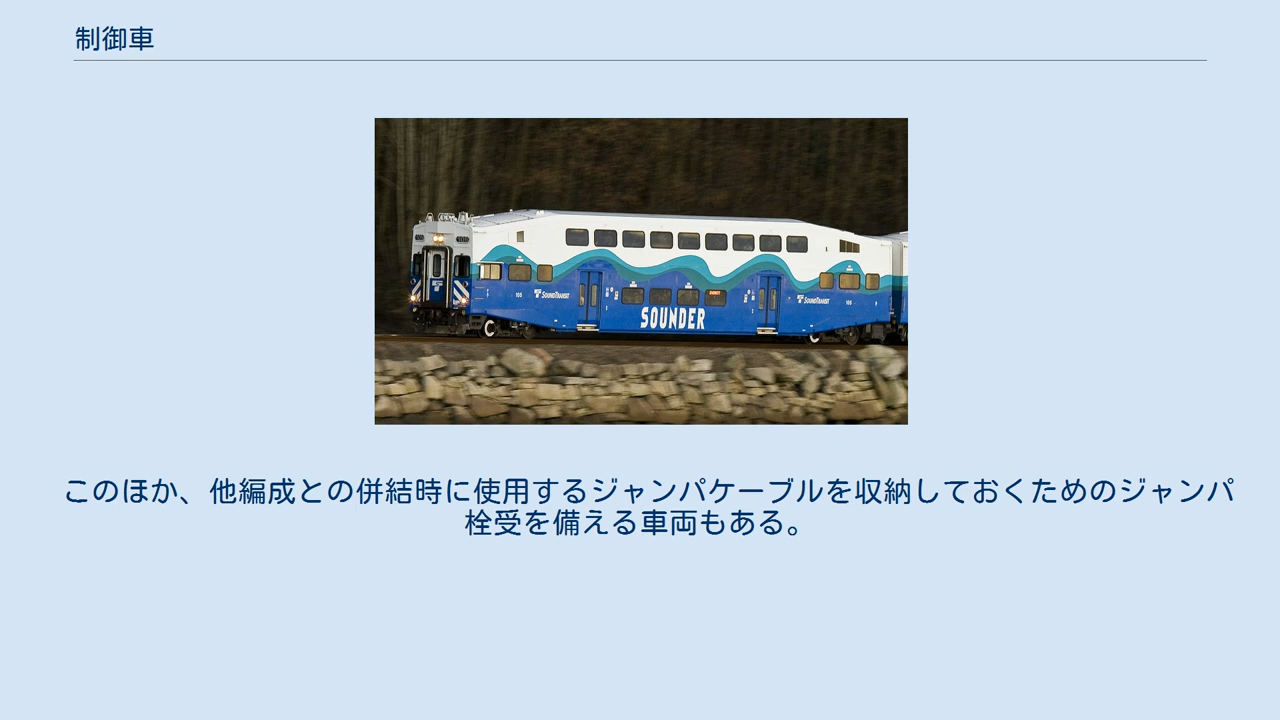 制御車
SOUNDTRANSIT
SOUNDTRANSIT
SOUNDER
このほか、他編成との併結時に使用するジャンパケーブルを収納しておくためのジャンパ
栓受を備える車両もある。